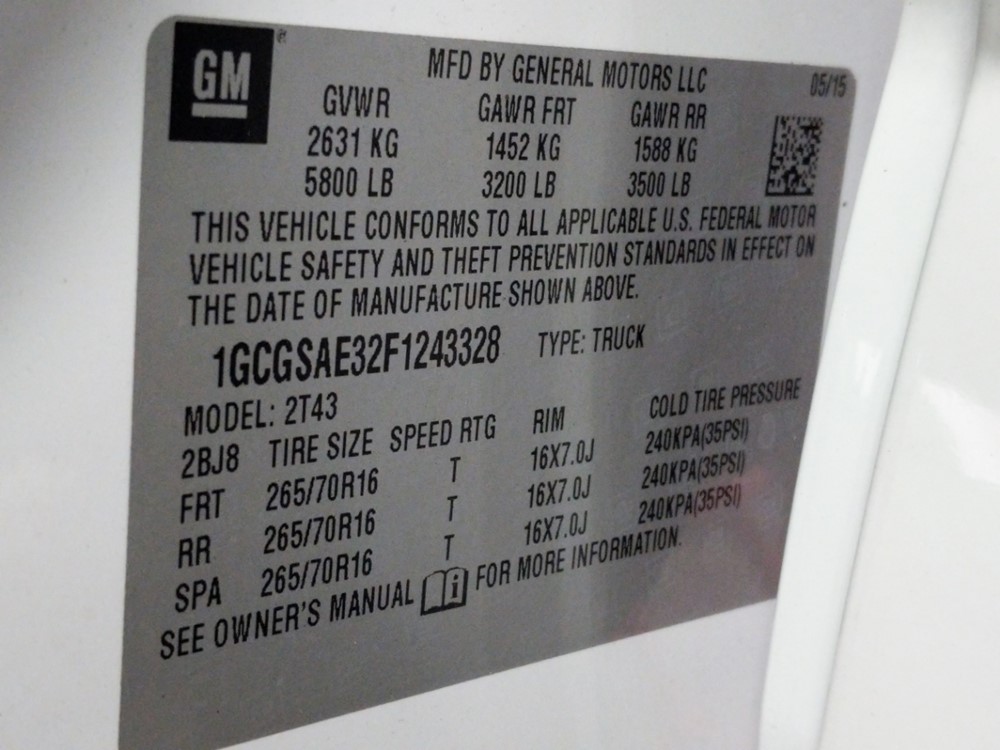 GM®
MFD BY GENERAL MOTORS LLC 05/15
GVWR GAWR FRT GAWR RR
2631 KG 1452 KG 1588 KG
5800 LB 3200 LB 3500 LB
THIS VEHICLE CONFORMS TO ALL APPLICABLE U.S. FEDERAL MOTOR
VEHICLE SAFETY AND THEFT PREVENTION STANDARDS IN EFFECT ON
THE DATE OF MANUFACTURE SHOWN ABOVE.
1GCGSAE32F1243328 TYPE: TRUCK
MODEL: 2T43
2BJ8 TIRE SIZE SPEED RTG RIM COLD TIRE PRESSURE
FRT 265/70R16 T 16X7.0J 240KPA(35PSI)
RR 265/70R16 T 16X7.0J 240KPA(35PSI)
SPA 265/70R16 T 16X7.0J 240KPA(35PSI)
SEE OWNER'S MANUAL i FOR MORE INFORMATION.